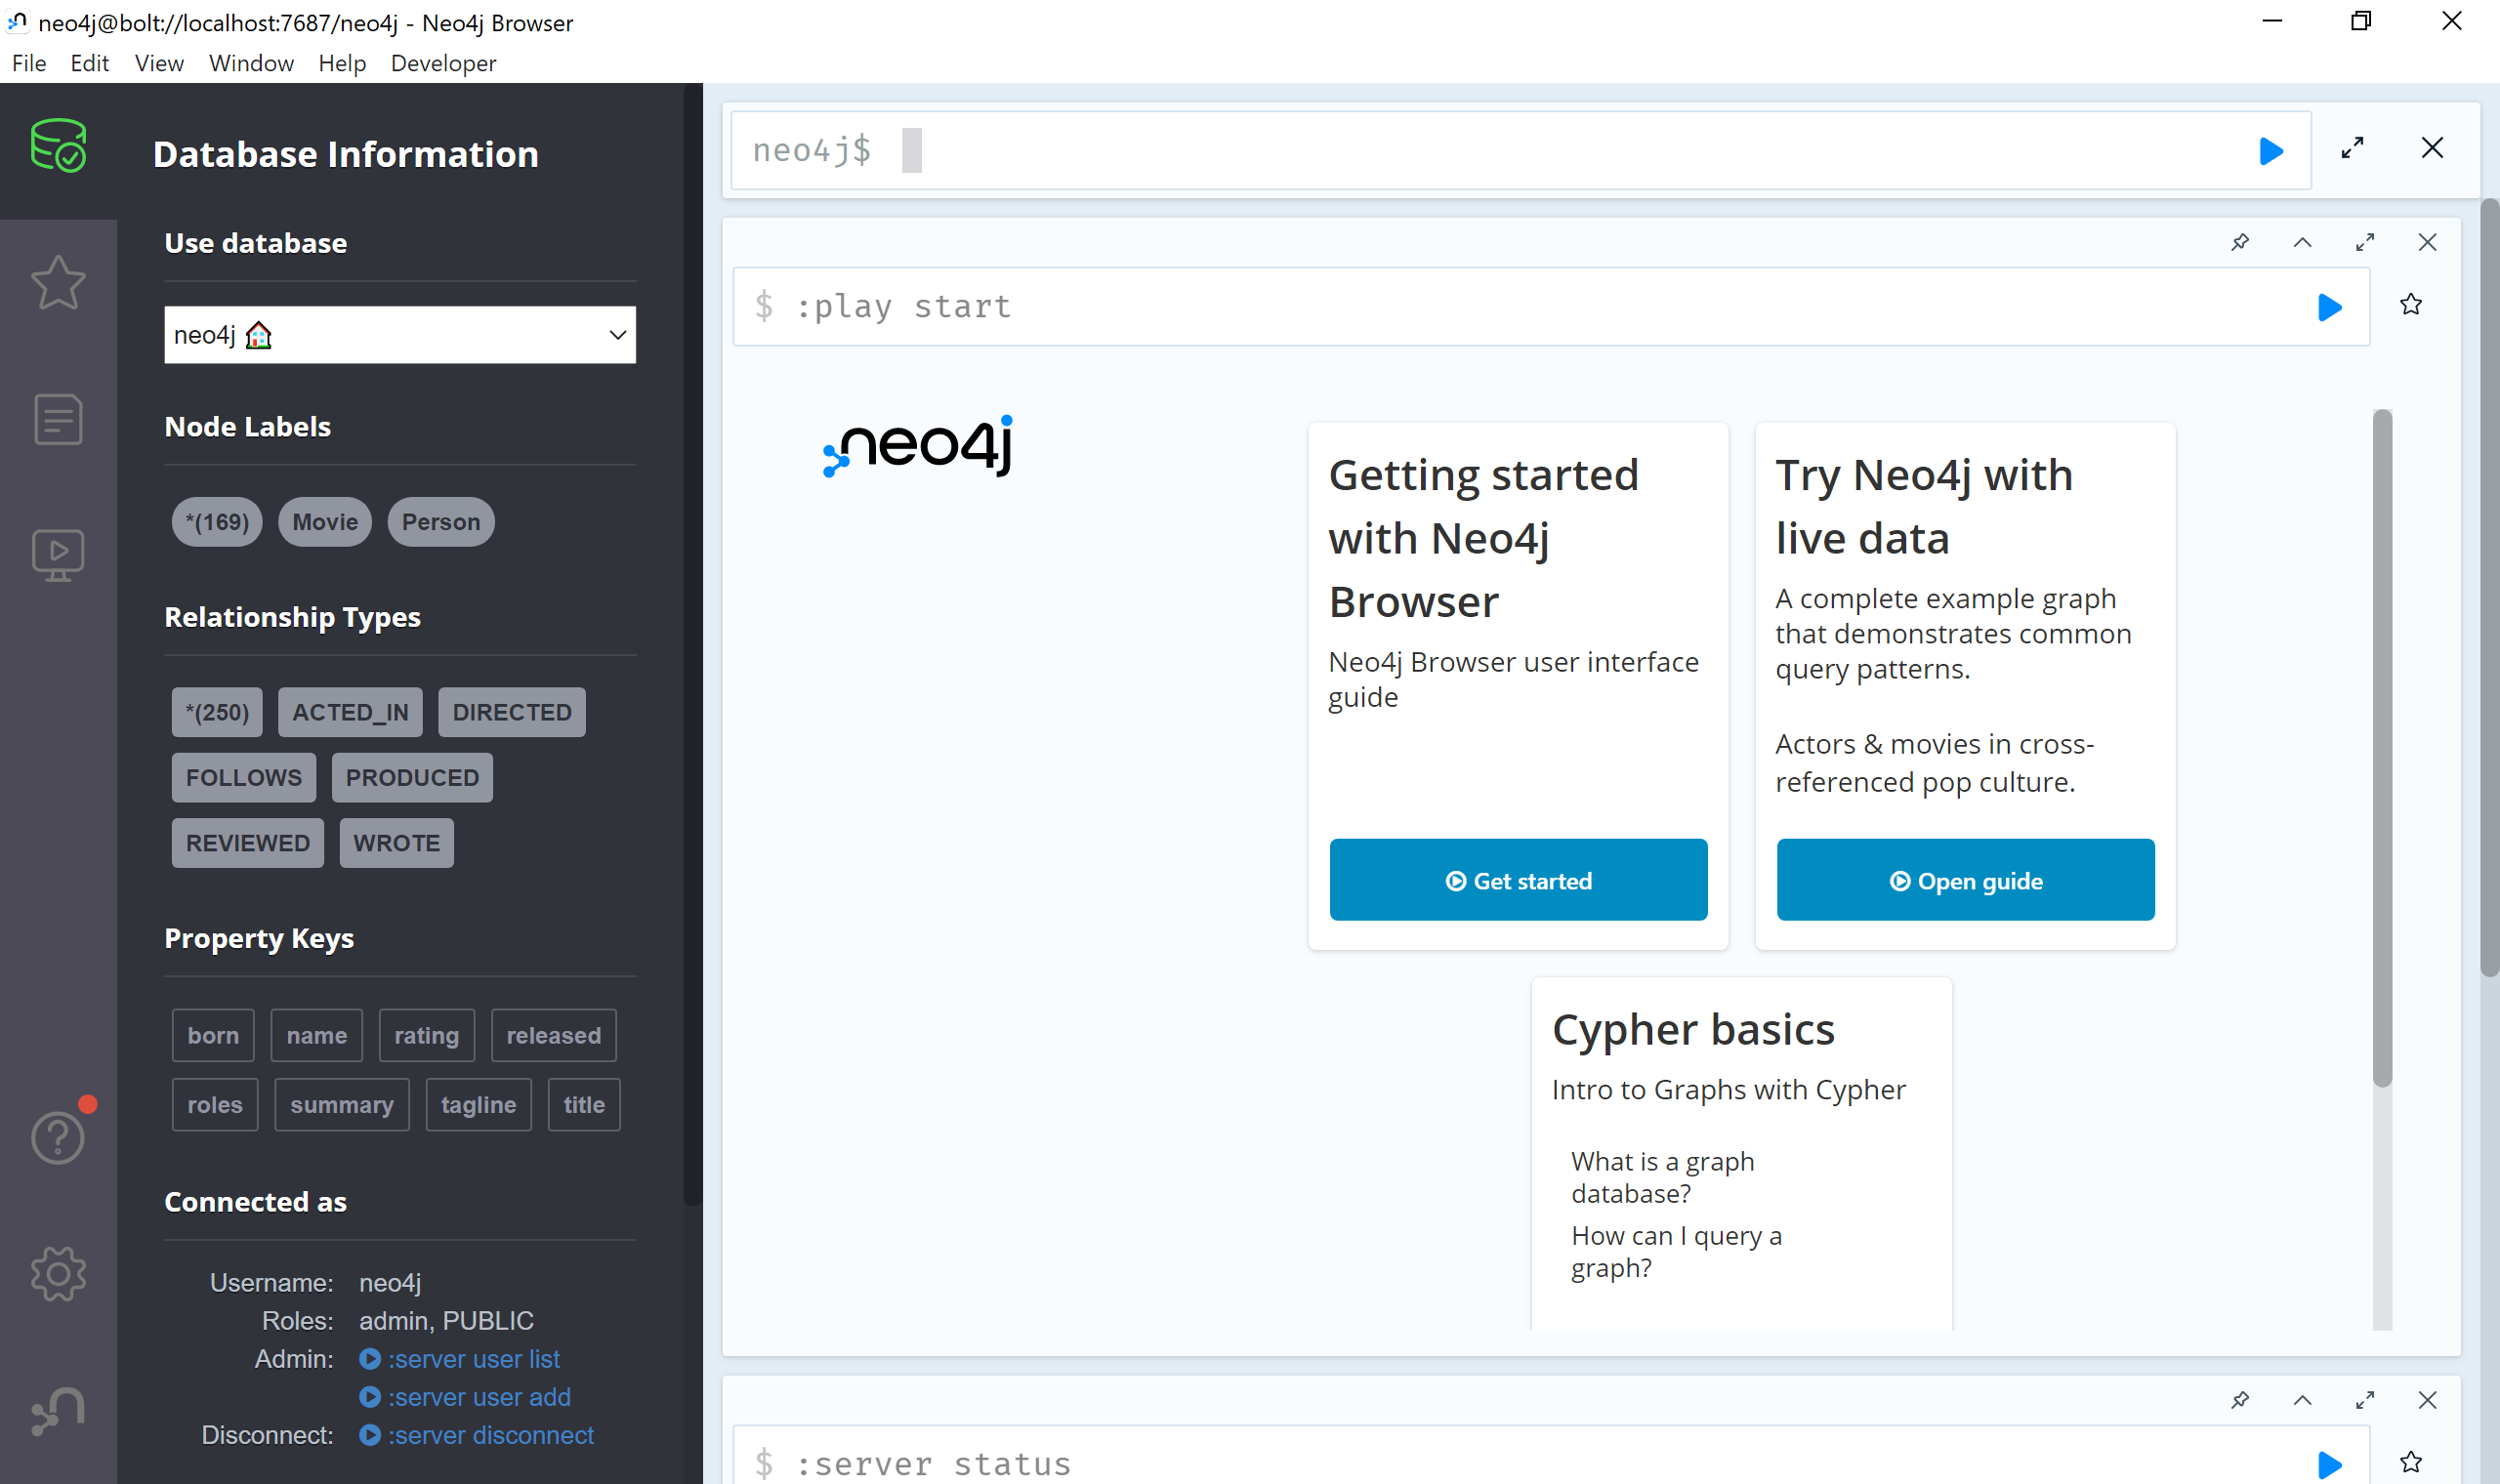 neo4j@bolt://localhost:7687/neo4j - Neo4j Browser
File Edit View Window Help Developer
Database Information
Use database
neo4j
Node Labels
*(169) Movie Person
Relationship Types
*(250) ACTED_IN DIRECTED
FOLLOWS PRODUCED
REVIEWED WROTE
Property Keys
born name rating released
roles summary tagline title
Connected as
Username: neo4j
Roles: admin, PUBLIC
Admin: :server user list
:server user add
Disconnect: :server disconnect
neo4j$
$ :play start
neo4j
Getting started
with Neo4j
Browser
Neo4j Browser user interface
guide
Get started
Try Neo4j with
live data
A complete example graph
that demonstrates common
query patterns.
Actors & movies in cross-
referenced pop culture.
Open guide
Cypher basics
Intro to Graphs with Cypher
What is a graph
database?
How can I query a
graph?
$ :server status